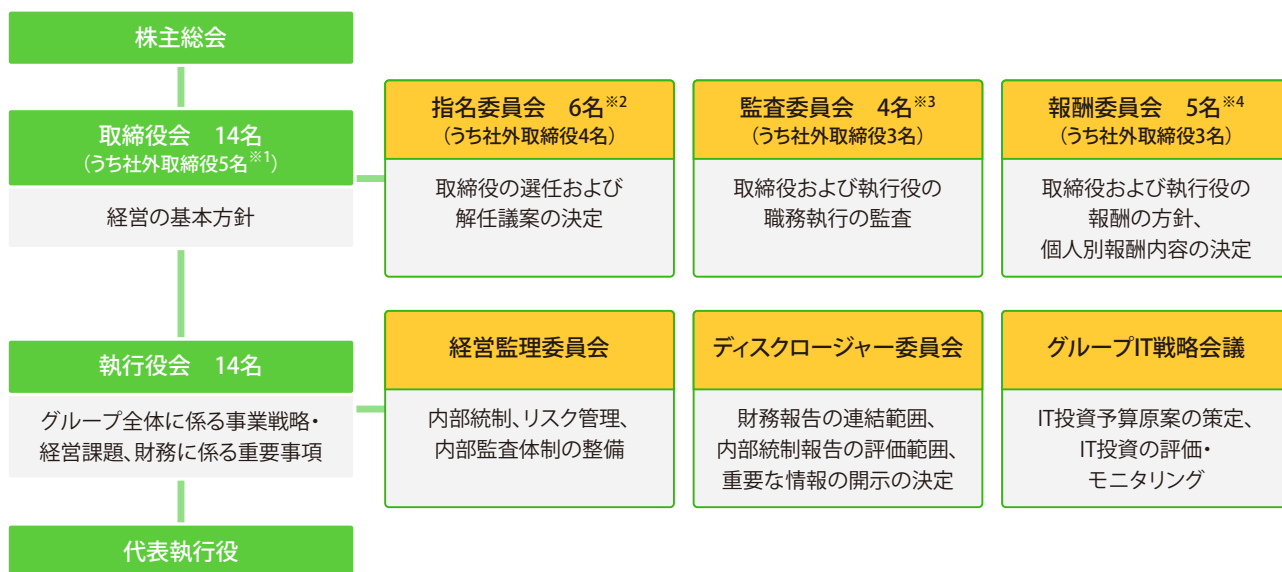 株主総会
取締役会　14名
(うち社外取締役5名※1)
経営の基本方針
指名委員会　6名※2
(うち社外取締役4名)
取締役の選任および
解任議案の決定
監査委員会　4名※3
(うち社外取締役3名)
取締役および執行役の
職務執行の監査
報酬委員会　5名※4
(うち社外取締役3名)
取締役および執行役の
報酬の方針、
個人別報酬内容の決定
執行役会　14名
グループ全体に係る事業戦略・
経営課題、財務に係る重要事項
経営監理委員会
内部統制、リスク管理、
内部監査体制の整備
ディスクロージャー委員会
財務報告の連結範囲、
内部統制報告の評価範囲、
重要な情報の開示の決定
グループIT戦略会議
IT投資予算原案の策定、
IT投資の評価・
モニタリング
代表執行役